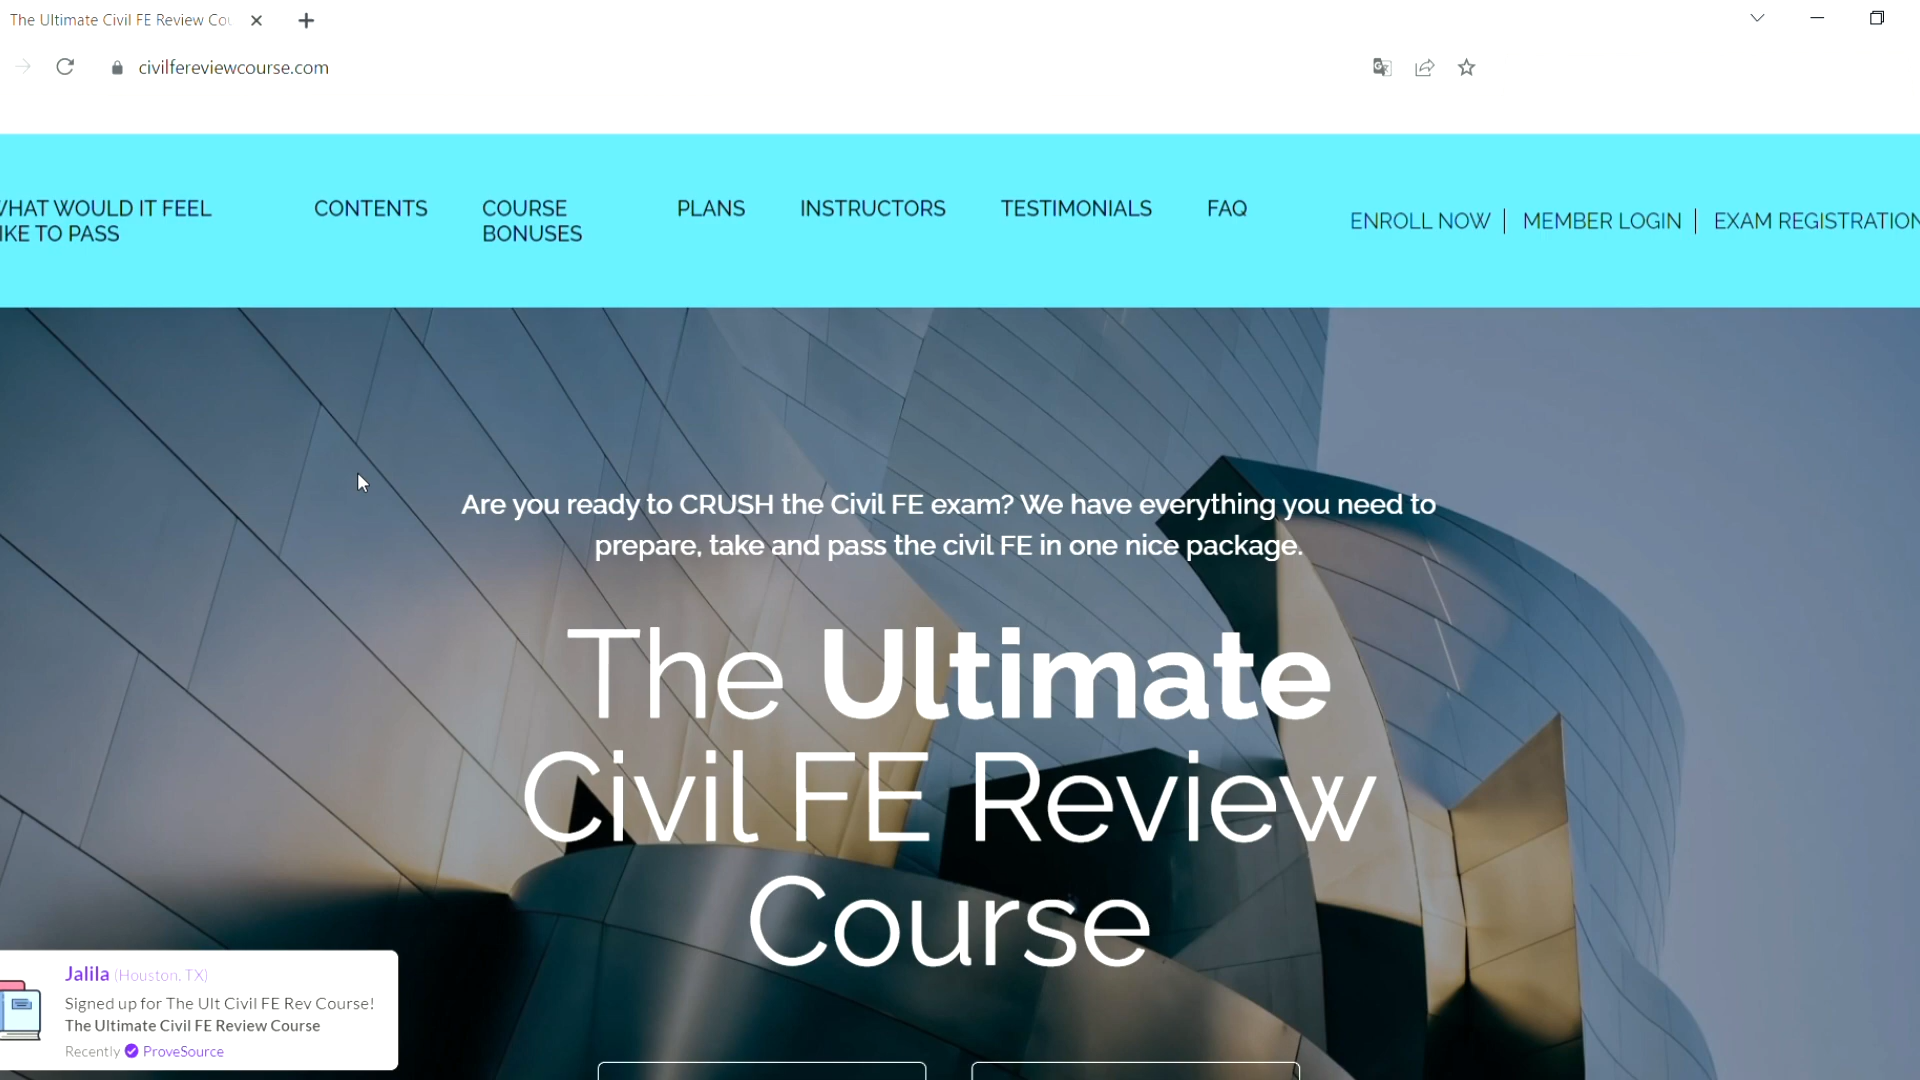 The Ultimate Civil FE Review Co
civilfereviewcourse.com
WHAT WOULD IT FEEL
LIKE TO PASS
CONTENTS
COURSE
BONUSES
PLANS
INSTRUCTORS
TESTIMONIALS
FAQ
ENROLL NOW
MEMBER LOGIN
EXAM REGISTRATION
Are you ready to CRUSH the Civil FE exam? We have everything you need to
prepare, take and pass the civil FE in one nice package.
The Ultimate
Civil FE Review
Course
Jalila (Houston, TX)
Signed up for The Ult Civil FE Rev Course!
The Ultimate Civil FE Review Course
Recently ProveSource